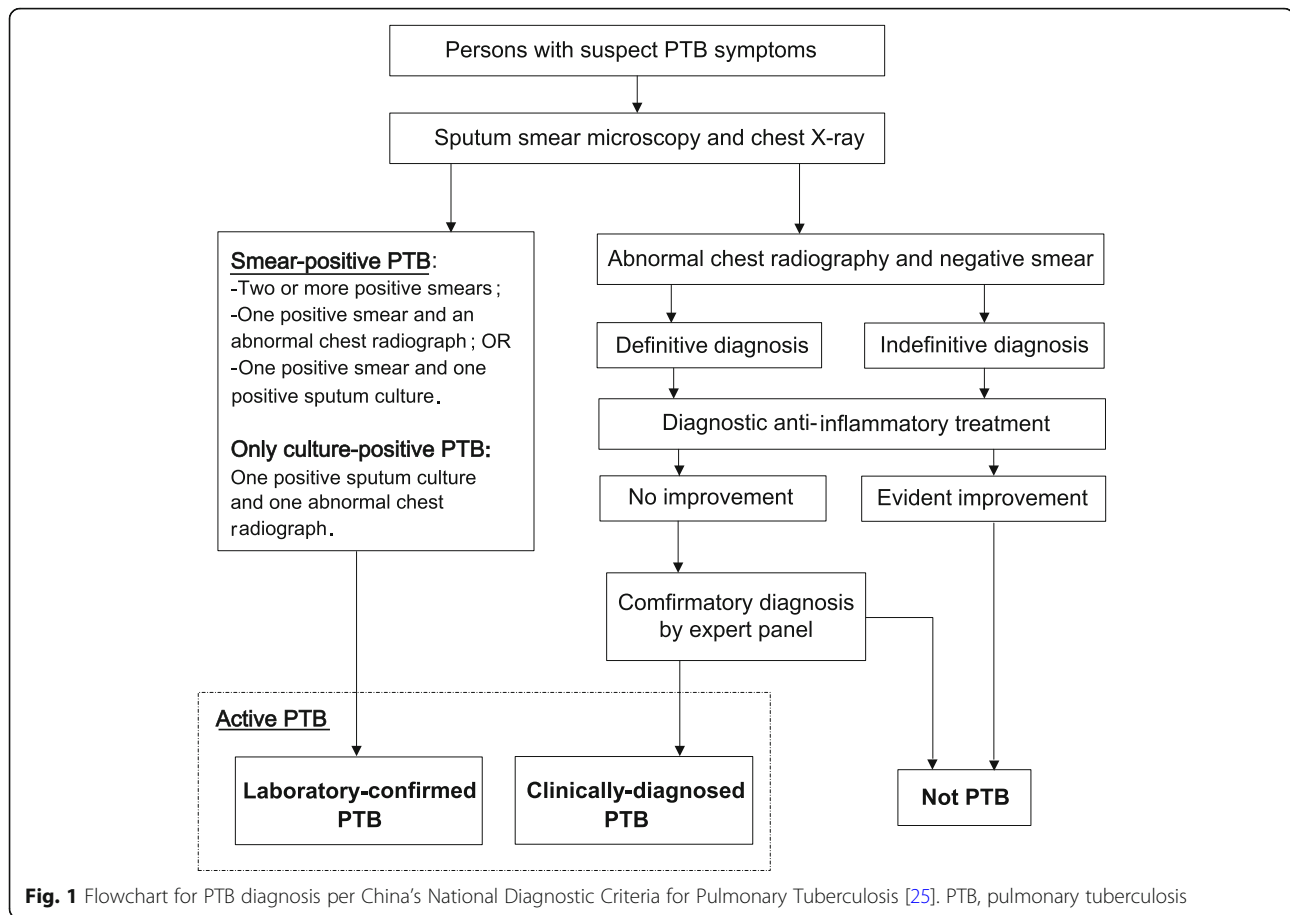 Persons with suspect PTB symptoms
Sputum smear microscopy and chest X-ray
Smear-positive PTB:
-Two or more positive smears;
-One positive smear and an
abnormal chest radiograph; OR
-One positive smear and one
positive sputum culture.
Only culture-positive PTB:
One positive sputum culture
and one abnormal chest
radiograph.
Abnormal chest radiography and negative smear
Definitive diagnosis
Indefinitive diagnosis
Diagnostic anti-inflammatory treatment
No improvement
Evident improvement
Comfirmatory diagnosis
by expert panel
Active PTB
Laboratory-confirmed
PTB
Clinically-diagnosed
PTB
Not PTB
Fig. 1 Flowchart for PTB diagnosis per China's National Diagnostic Criteria for Pulmonary Tuberculosis [25]. PTB, pulmonary tuberculosis